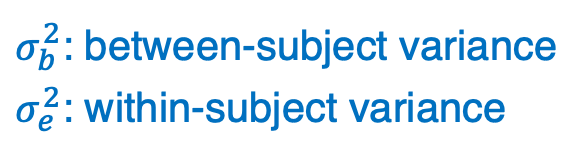 σ_b^2: between-subject variance
σ_e^2: within-subject variance